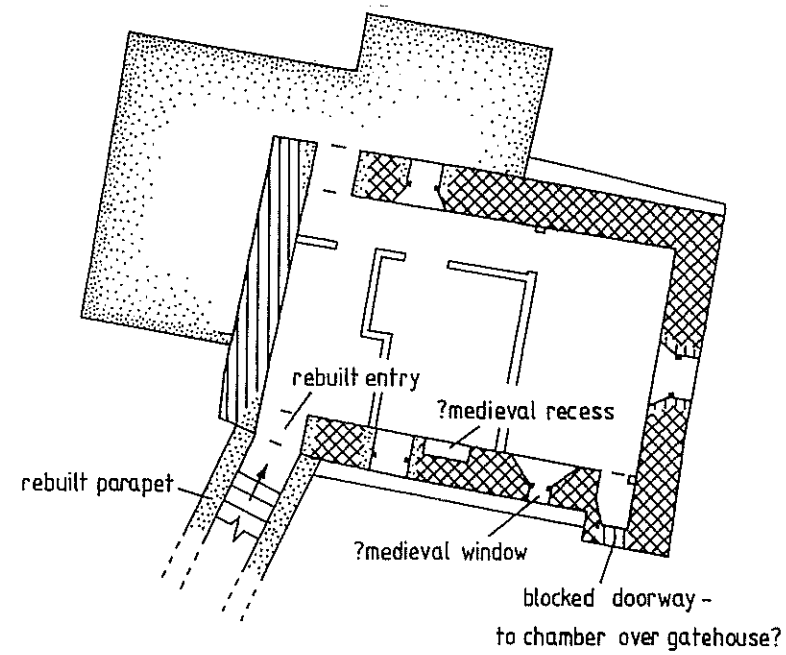 rebuilt entry
?medieval recess
rebuilt parapet
?medieval window
blocked doorway -
to chamber over gatehouse?